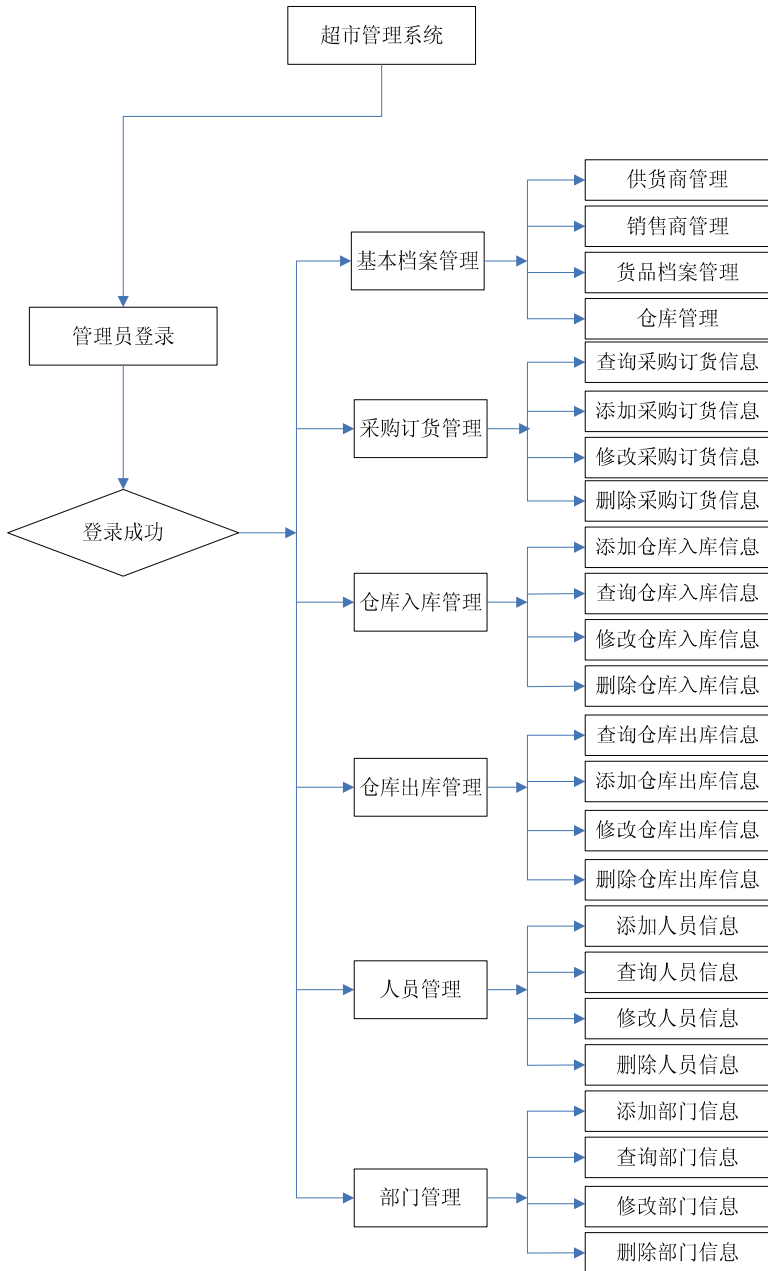 超市管理系统
管理员登录
登录成功
基本档案管理
供货商管理
销售商管理
货品档案管理
仓库管理
采购订货管理
查询采购订货信息
添加采购订货信息
修改采购订货信息
删除采购订货信息
仓库入库管理
添加仓库入库信息
查询仓库入库信息
修改仓库入库信息
删除仓库入库信息
仓库出库管理
查询仓库出库信息
添加仓库出库信息
修改仓库出库信息
删除仓库出库信息
人员管理
添加人员信息
查询人员信息
修改人员信息
删除人员信息
部门管理
添加部门信息
查询部门信息
修改部门信息
删除部门信息